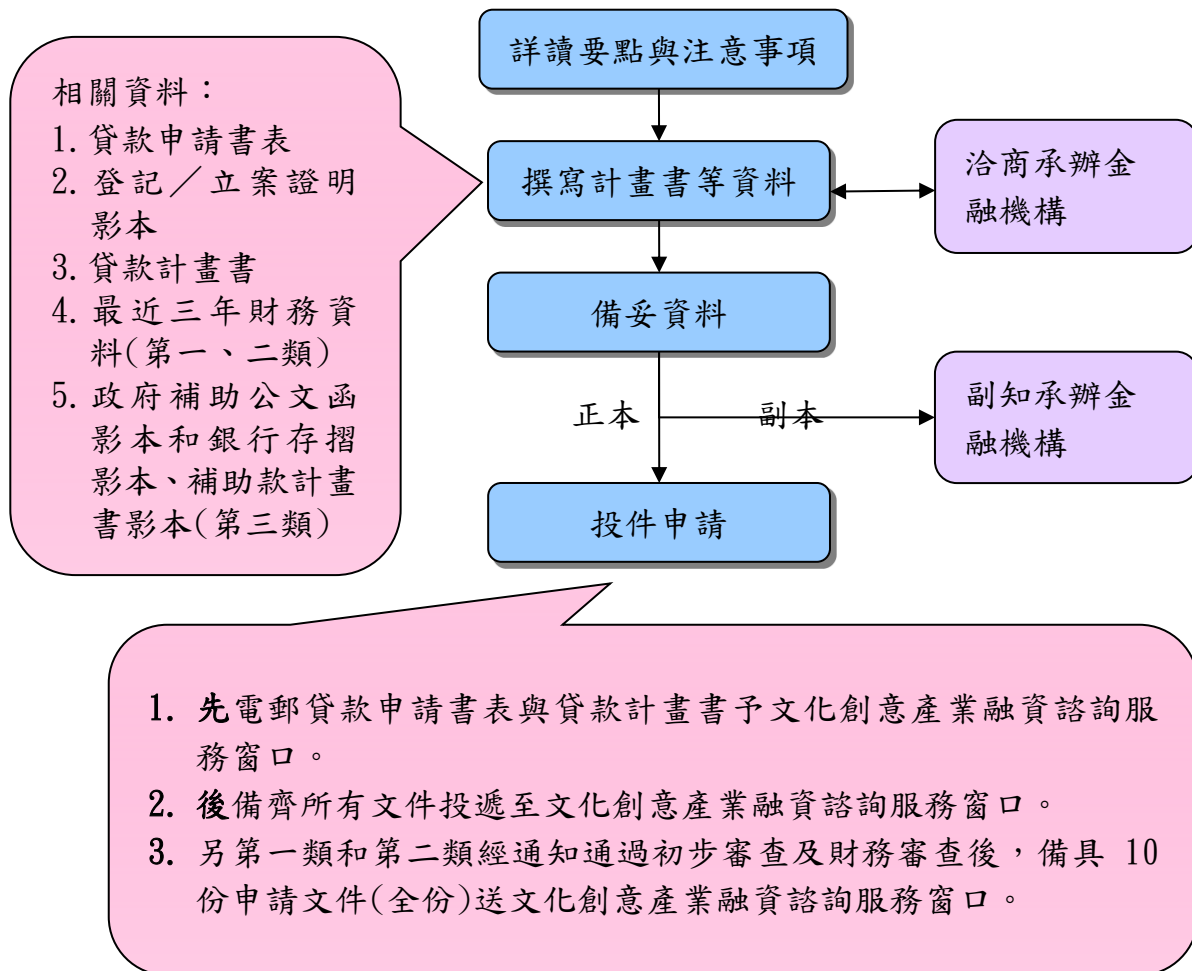 詳讀要點與注意事項
相關資料：
1. 貸款申請書表
2. 登記／立案證明
影本
3. 貸款計畫書
4. 最近三年財務資
料(第一、二類)
5. 政府補助公文函
影本和銀行存摺
影本、補助款計畫
書影本(第三類)
撰寫計畫書等資料
洽商承辦金
融機構
備妥資料
正本
副本
副知承辦金
融機構
投件申請
1. 先電郵貸款申請書表與貸款計畫書予文化創意產業融資諮詢服
務窗口。
2. 後備齊所有文件投遞至文化創意產業融資諮詢服務窗口。
3. 另第一類和第二類經通知通過初步審查及財務審查後，備具 10
份申請文件(全份)送文化創意產業融資諮詢服務窗口。